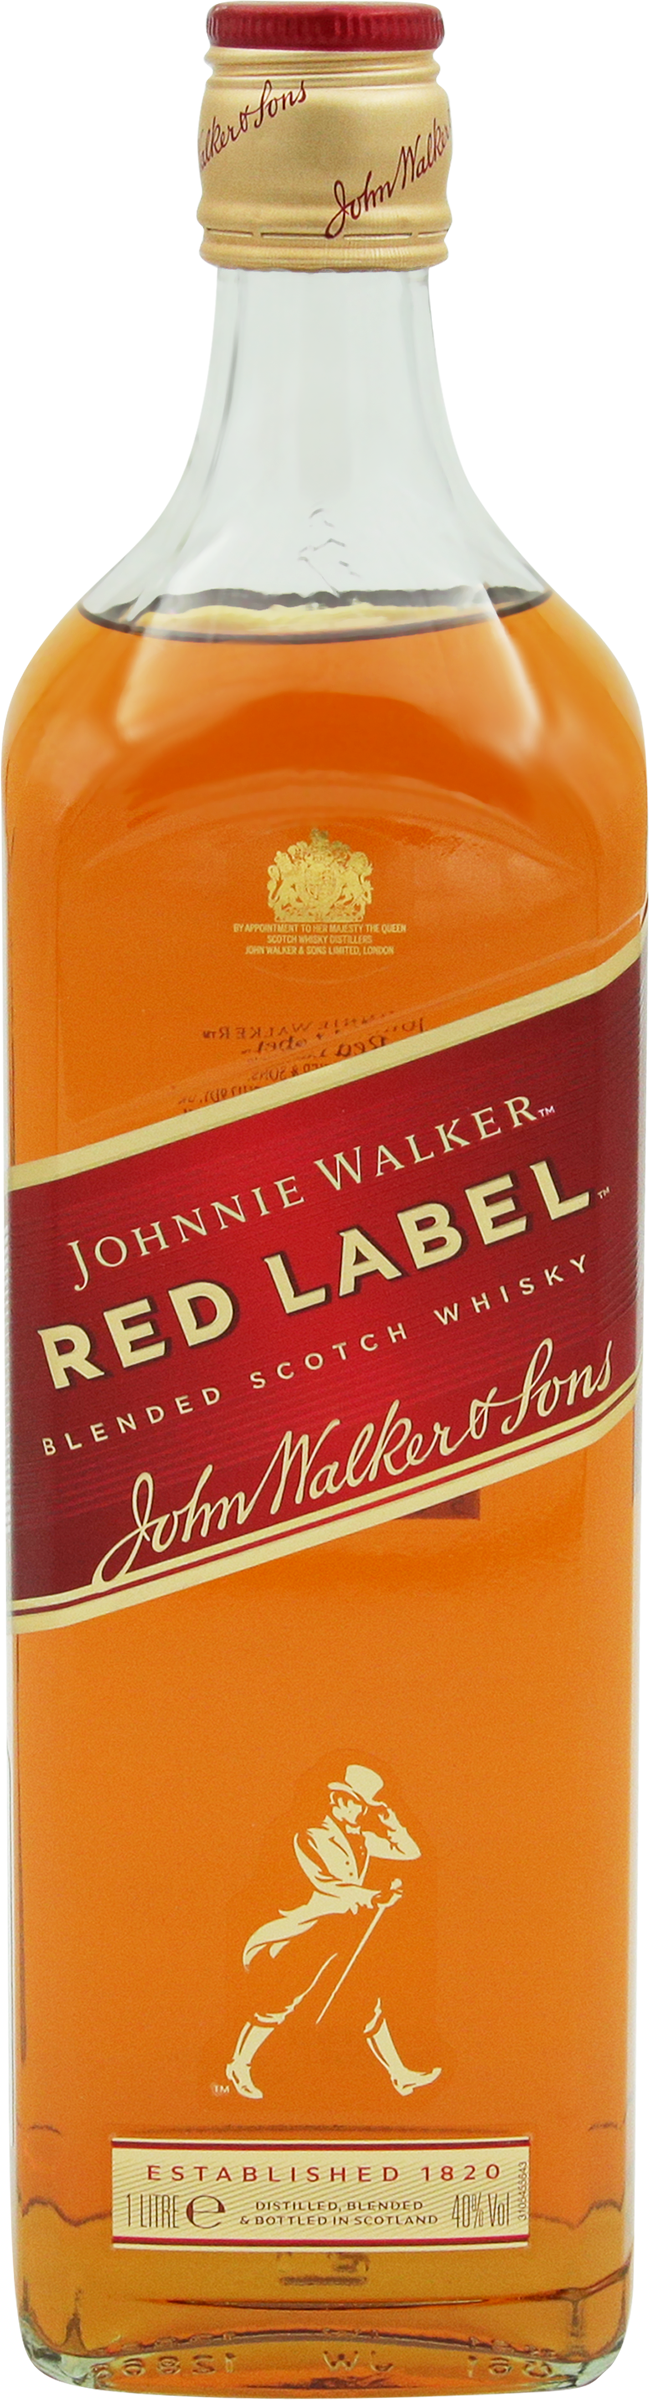 alker & Sons
John Walke
BY APPOINTMENT TO HER MAJESTY THE QUEEN
SCOTCH WHISKY DISTILLERS
JOHN WALKER & SONS LIMITED, LONDON
JOHNNIE WALKER™
RED LABEL™
BLENDED SCOTCH WHISKY
John Walker & Sons
TM
ESTABLISHED 1820
1 LITRE ℮ DISTILLED, BLENDED
& BOTTLED IN SCOTLAND
40% Vol